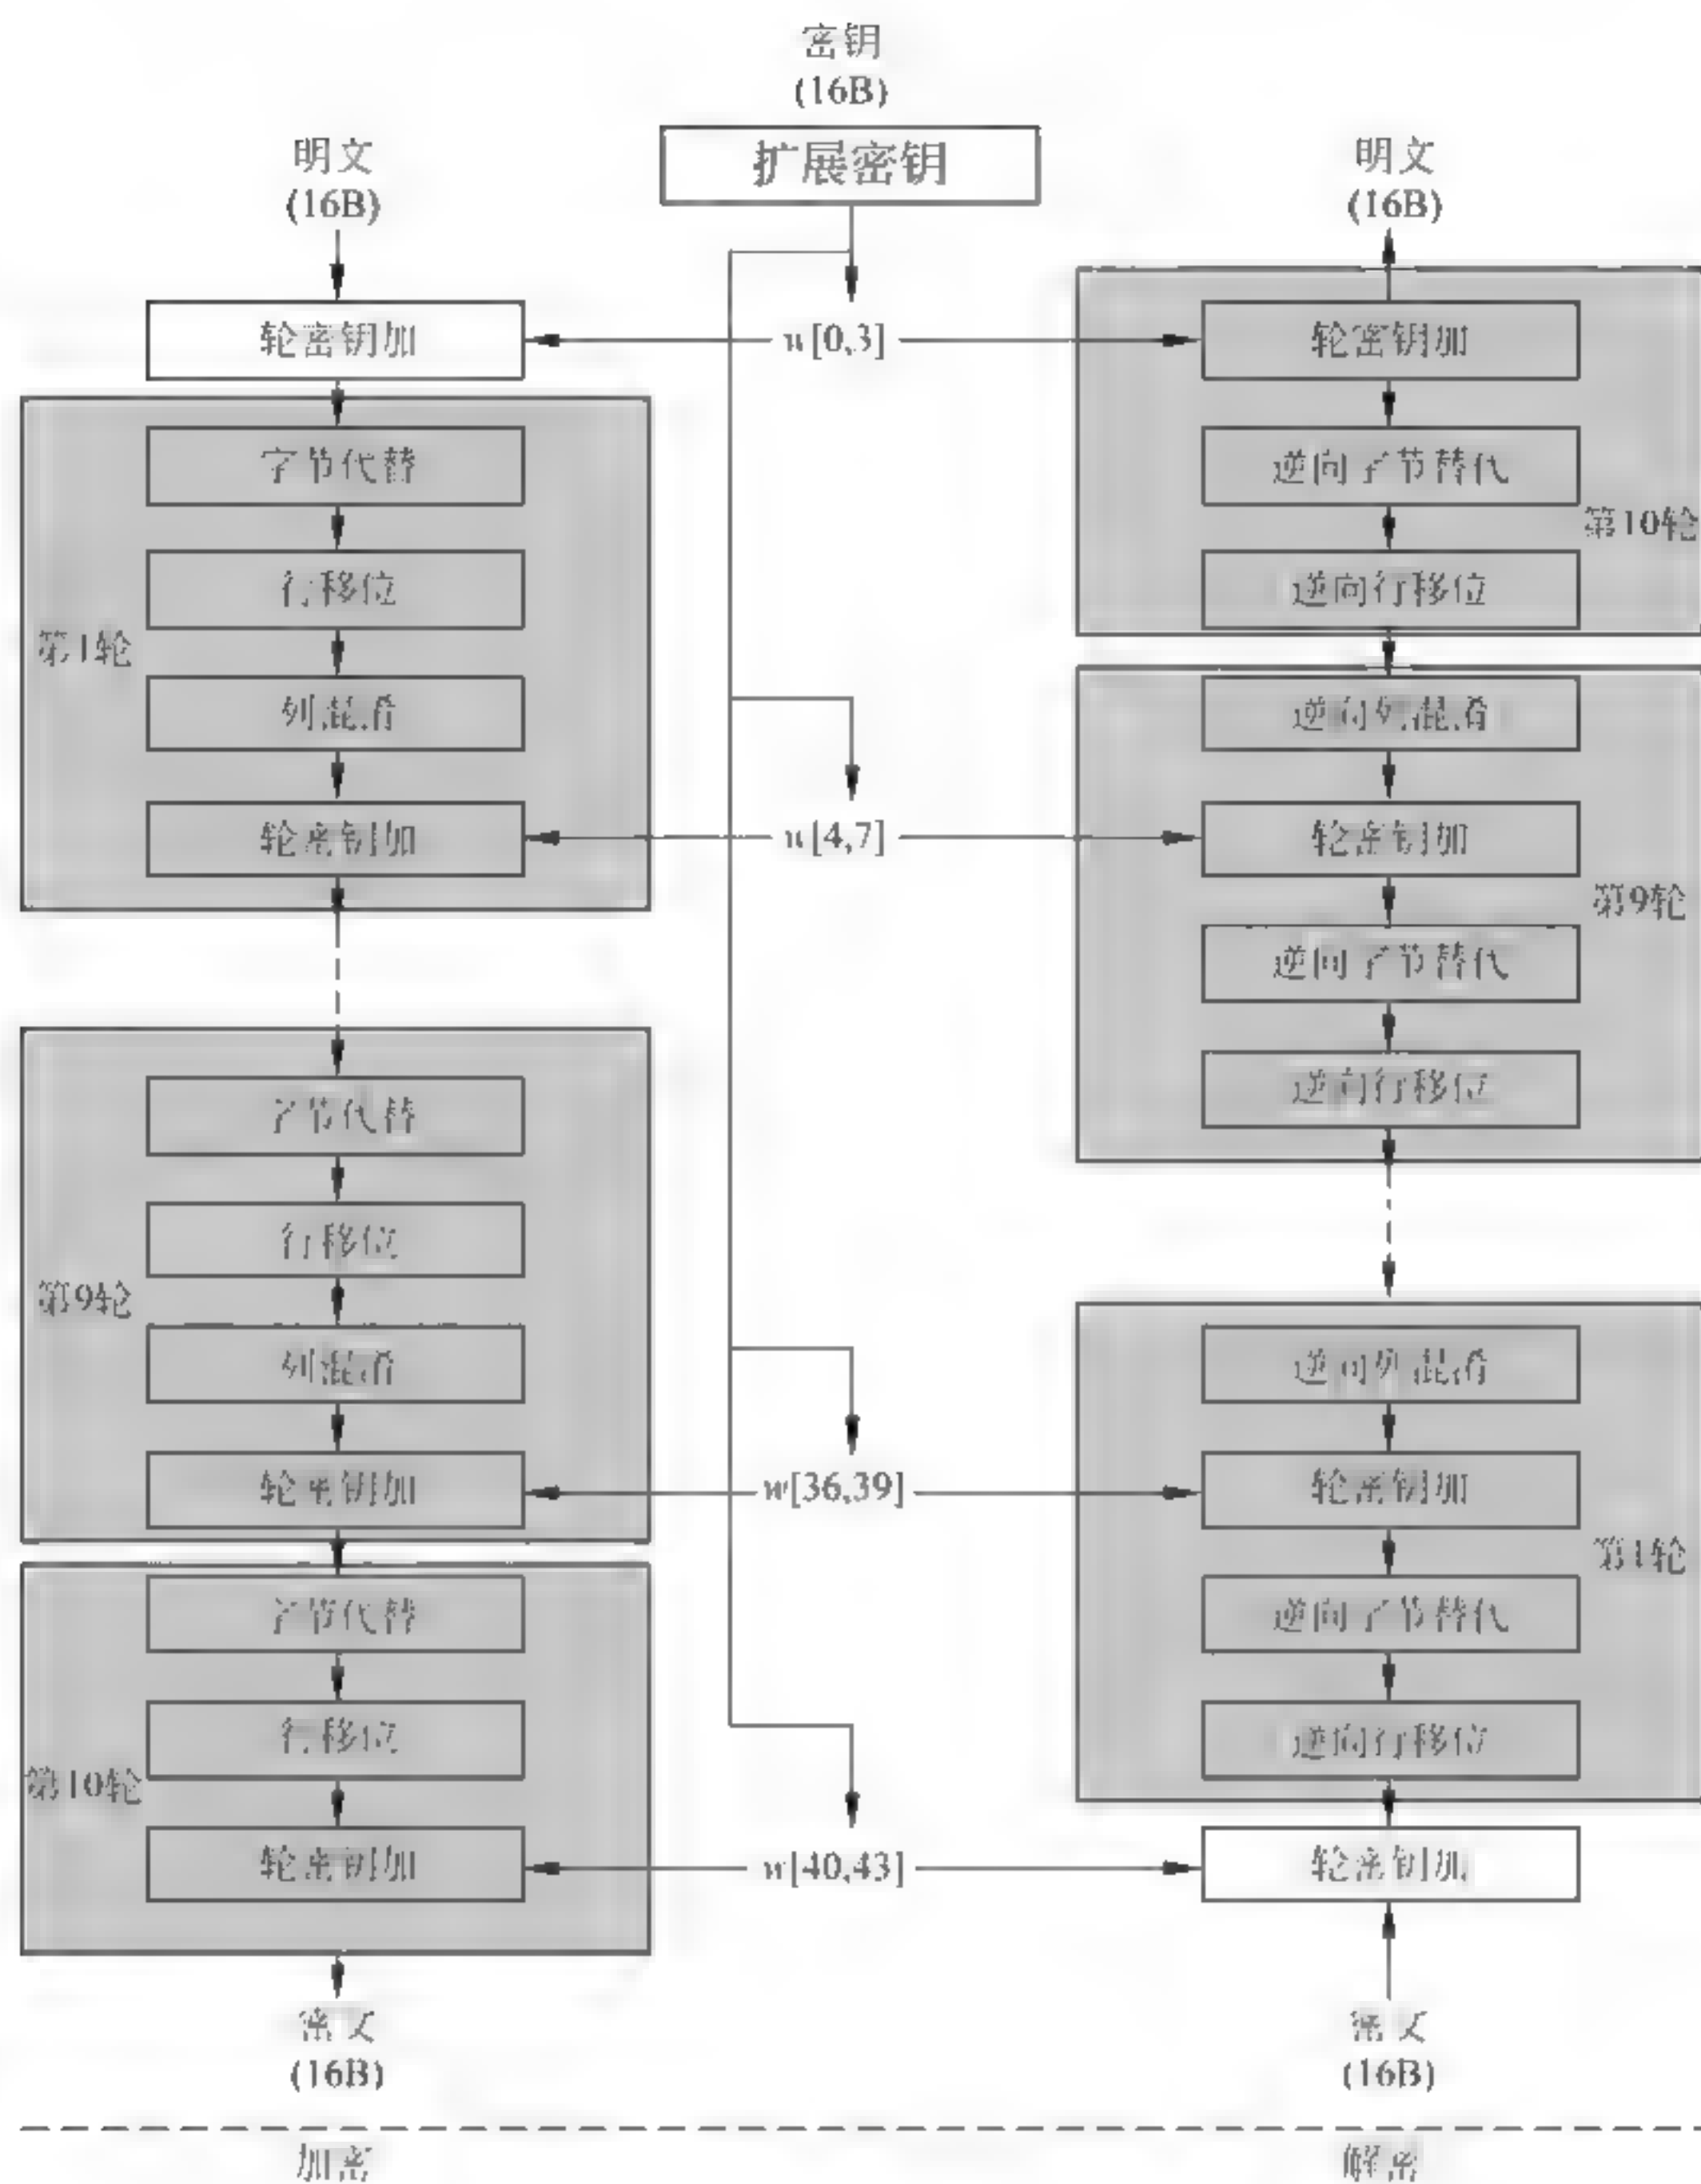 密钥
(16B)
扩展密钥
明文
(16B)
轮密钥加
第1轮
字节代替
行移位
列混淆
轮密钥加
第9轮
字节代替
行移位
列混淆
轮密钥加
第10轮
字节代替
行移位
轮密钥加
密文
(16B)
加密
w[0,3]
w[4,7]
w[36,39]
w[40,43]
明文
(16B)
轮密钥加
逆向字节替代
第10轮
逆向行移位
逆向列混淆
轮密钥加
第9轮
逆向字节替代
逆向行移位
逆向列混淆
轮密钥加
第1轮
逆向字节替代
逆向行移位
轮密钥加
密文
(16B)
解密